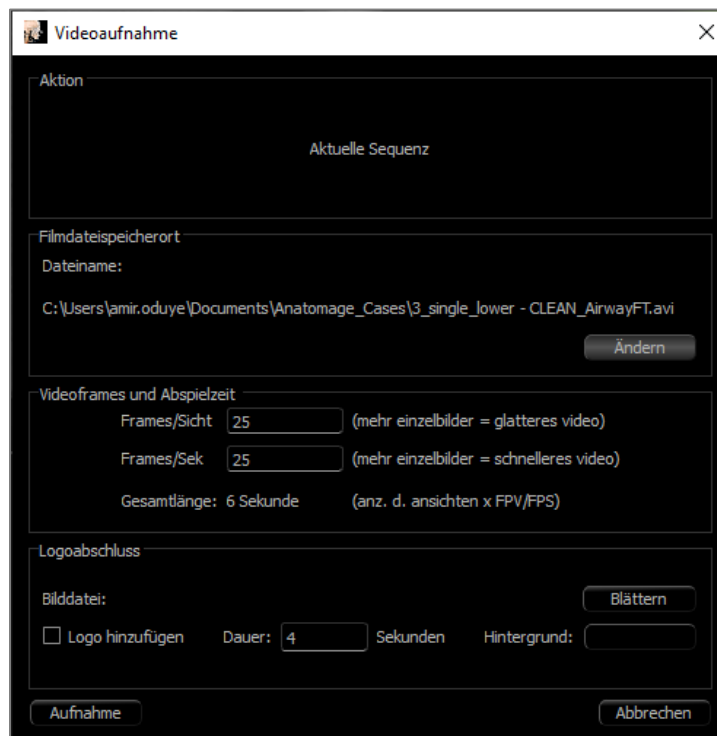 Videoaufnahme
Aktion
Aktuelle Sequenz
Filmdateispeicherort
Dateiname:
C:\Users\amir.oduye\Documents\Anatomage_Cases\3_single_lower - CLEAN_AirwayFT.avi
Ändern
Videoframes und Abspielzeit
Frames/Sicht 25 (mehr einzelbilder = glatteres video)
Frames/Sek 25 (mehr einzelbilder = schnelleres video)
Gesamtlänge: 6 Sekunde (anz. d. ansichten x FPV/FPS)
Logoabschluss
Bilddatei: Blättern
Logo hinzufügen Dauer: 4 Sekunden Hintergrund:
Aufnahme Abbrechen